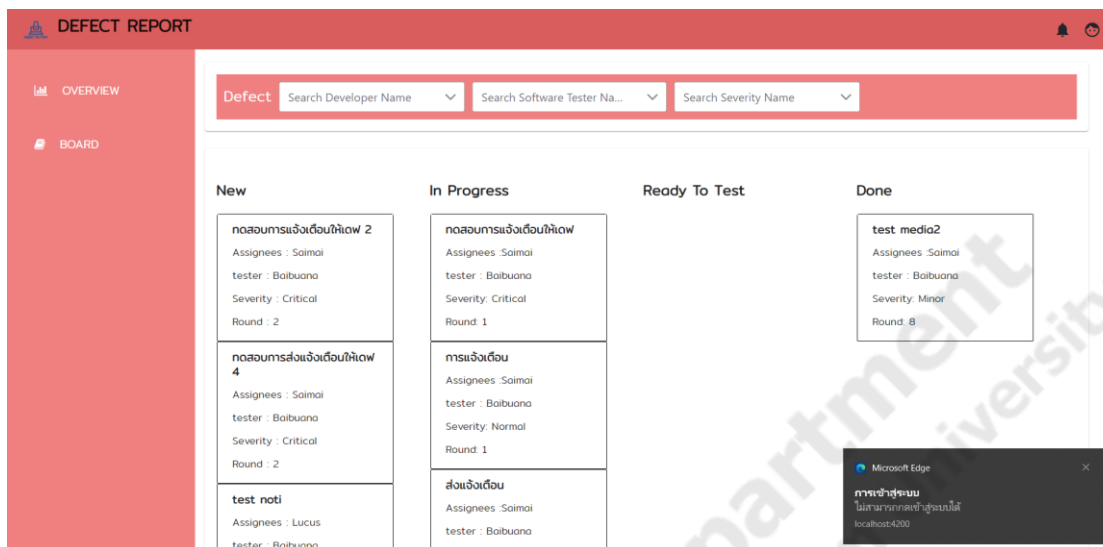 DEFECT REPORT
OVERVIEW
BOARD
Defect
Search Developer Name
Search Software Tester Na...
Search Severity Name
New
ทดสอบการแจ้งเตือนให้เดฟ 2
Assignees : Saimai
tester : Baibuana
Severity : Critical
Round : 2
ทดสอบการส่งแจ้งเตือนให้เดฟ
4
Assignees : Saimai
tester : Baibuana
Severity : Critical
Round : 2
test noti
Assignees : Lucus
tester : Baibuana
In Progress
ทดสอบการแจ้งเตือนให้เดฟ
Assignees :Saimai
tester : Baibuana
Severity: Critical
Round: 1
การแจ้งเตือน
Assignees :Saimai
tester : Baibuana
Severity: Normal
Round: 1
ส่งแจ้งเตือน
Assignees :Saimai
tester : Baibuana
Ready To Test
Done
test media2
Assignees :Saimai
tester : Baibuana
Severity: Minor
Round: 8
Microsoft Edge
การเข้าสู่ระบบ
ไม่สามารถกดเข้าสู่ระบบได้
localhost:4200